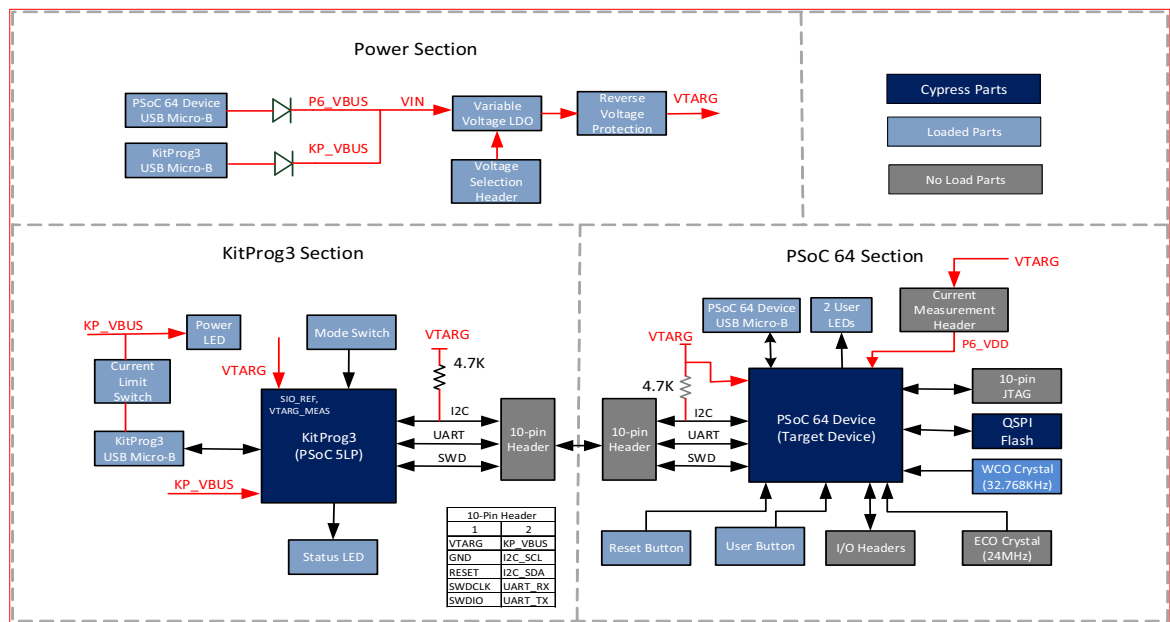 Power Section
PSoC 64 Device
USB Micro-B
P6_VBUS
VIN
Variable
Voltage LDO
Reverse
Voltage
Protection
VTARG
KitProg3
USB Micro-B
KP_VBUS
Voltage
Selection
Header
Cypress Parts
Loaded Parts
No Load Parts
KitProg3 Section
KP_VBUS
Power
LED
Mode Switch
VTARG
4.7K
Current
Limit
Switch
VTARG
SIO_REF,
VTARG_MEAS
KitProg3
(PSoC 5LP)
I2C
UART
SWD
10-pin
Header
KitProg3
USB Micro-B
KP_VBUS
Status LED
10-Pin Header
1 2
VTARG KP_VBUS
GND I2C_SCL
RESET I2C_SDA
SWDCLK UART_RX
SWDIO UART_TX
PSoC 64 Section
VTARG
PSoC 64 Device
USB Micro-B
2 User
LEDs
Current
Measurement
Header
VTARG
P6_VDD
4.7K
10-pin
Header
I2C
UART
SWD
PSoC 64 Device
(Target Device)
10-pin
JTAG
QSPI
Flash
WCO Crystal
(32.768KHz)
Reset Button
User Button
I/O Headers
ECO Crystal
(24MHz)